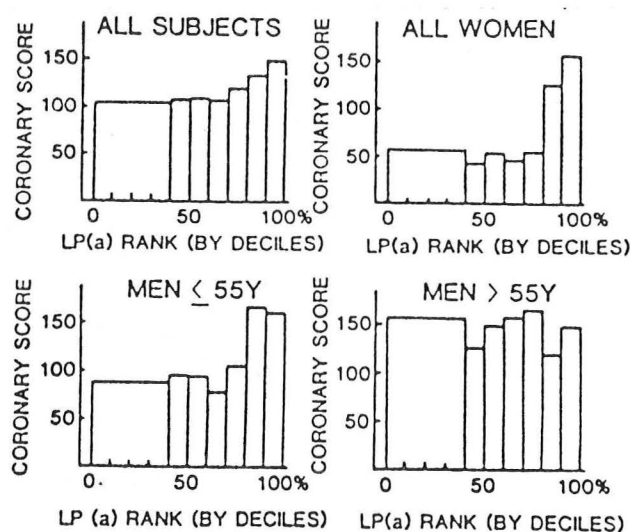 ALL SUBJECTS
CORONARY SCORE
150
100
50
0
50
100%
LP(a) RANK (BY DECILES)
ALL WOMEN
CORONARY SCORE
150
100
50
0
50
100%
LP(a) RANK (BY DECILES)
MEN ≤ 55Y
CORONARY SCORE
150
100
50
0.
50
100%
LP (a) RANK (BY DECILES)
MEN > 55Y
CORONARY SCORE
150
100
50
0
50
100%
LP(a) RANK (BY DECILES)